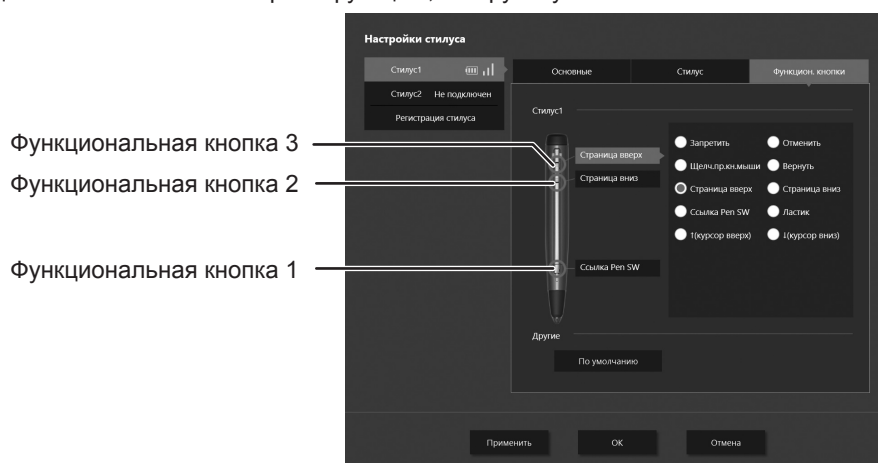 Настройки стилуса
Стилус1
Стилус2 Не подключен
Регистрация стилуса
Основные Стилус Функцион. кнопки
Стилус1
Функциональная кнопка 3
Функциональная кнопка 2
Функциональная кнопка 1
Страница вверх
Страница вниз
Ссылка Pen SW
Запретить Отменить
Щелч.пр.кн.мыши Вернуть
Страница вверх Страница вниз
Ссылка Pen SW Ластик
↑(курсор вверх) ↓(курсор вниз)
Другие
По умолчанию
Применить ОК Отмена